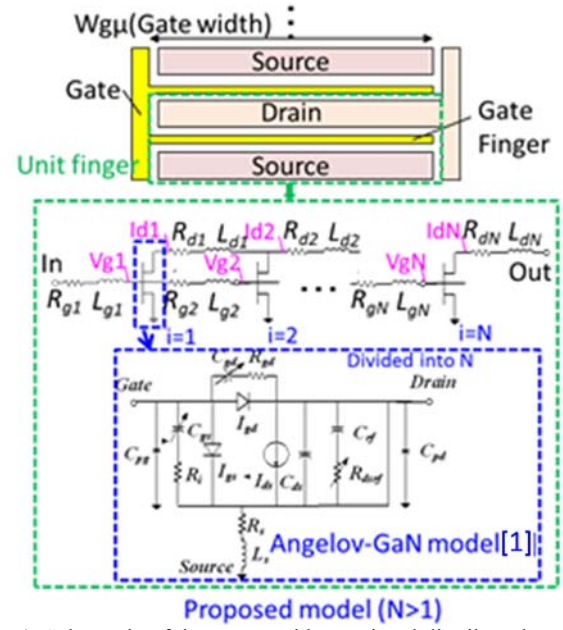 Wgμ(Gate width)
Source
Gate
Drain
Gate
Finger
Unit finger
Source
Id1 Rd1 Ld1 Id2 Rd2 Ld2 IdN RdN LdN
In Vg1 Vg2 VgN Out
Rg1 Lg1 Rg2 Lg2 ••• RgN LgN
i=1 i=2 i=N
Divided into N
Cgd Rgd
Gate Drain
Igd
Cpg Cgs Crf Cpd
Ri Igs Ids Cds
Rs
Ls
Source
Angelov-GaN model[1]
Proposed model (N>1)